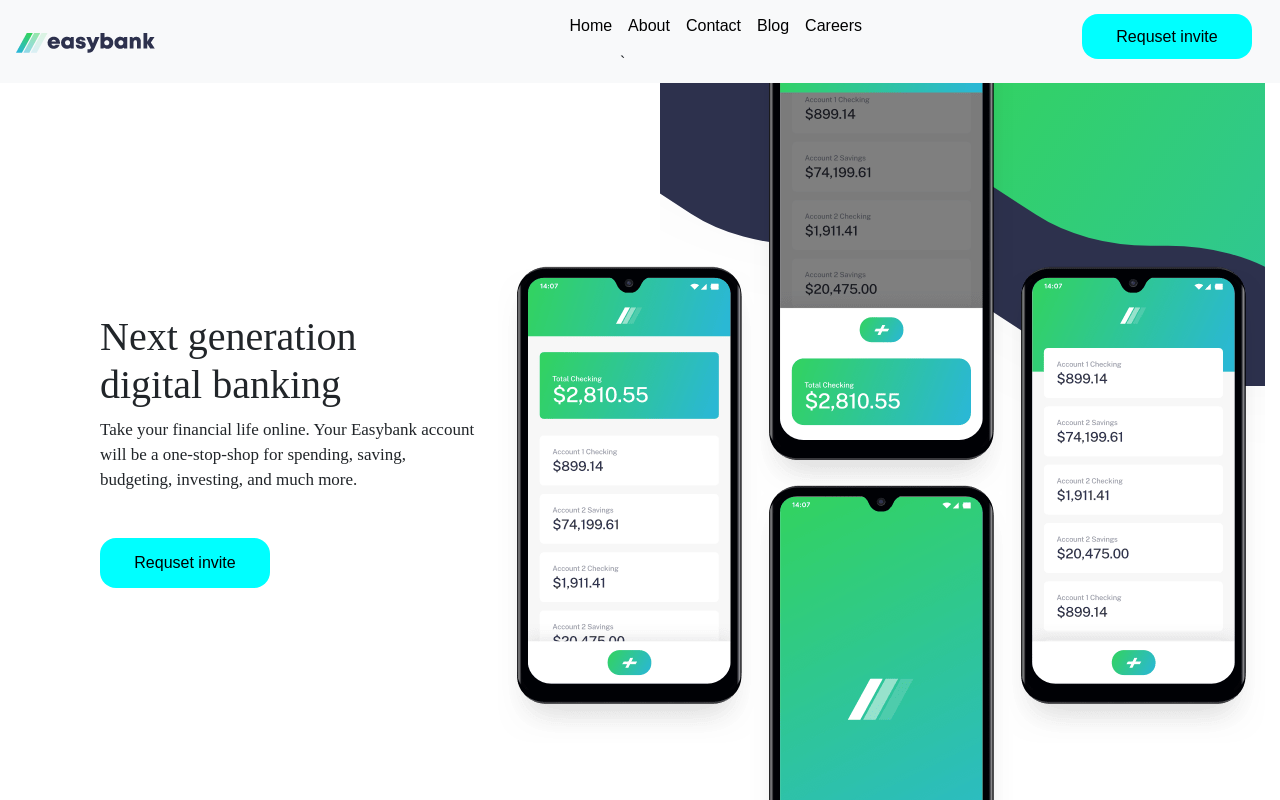 easybank
Home About Contact Blog Careers
Requset invite
`
Next generation
digital banking
Take your financial life online. Your Easybank account
will be a one-stop-shop for spending, saving,
budgeting, investing, and much more.
Requset invite
14:07
Total Checking
$2,810.55
Account 1 Checking
$899.14
Account 2 Savings
$74,199.61
Account 2 Checking
$1,911.41
Account 2 Savings
$20,475.00
Account 1 Checking
$899.14
Account 2 Savings
$74,199.61
Account 2 Checking
$1,911.41
Account 2 Savings
$20,475.00
Total Checking
$2,810.55
14:07
14:07
Account 1 Checking
$899.14
Account 2 Savings
$74,199.61
Account 2 Checking
$1,911.41
Account 2 Savings
$20,475.00
Account 1 Checking
$899.14